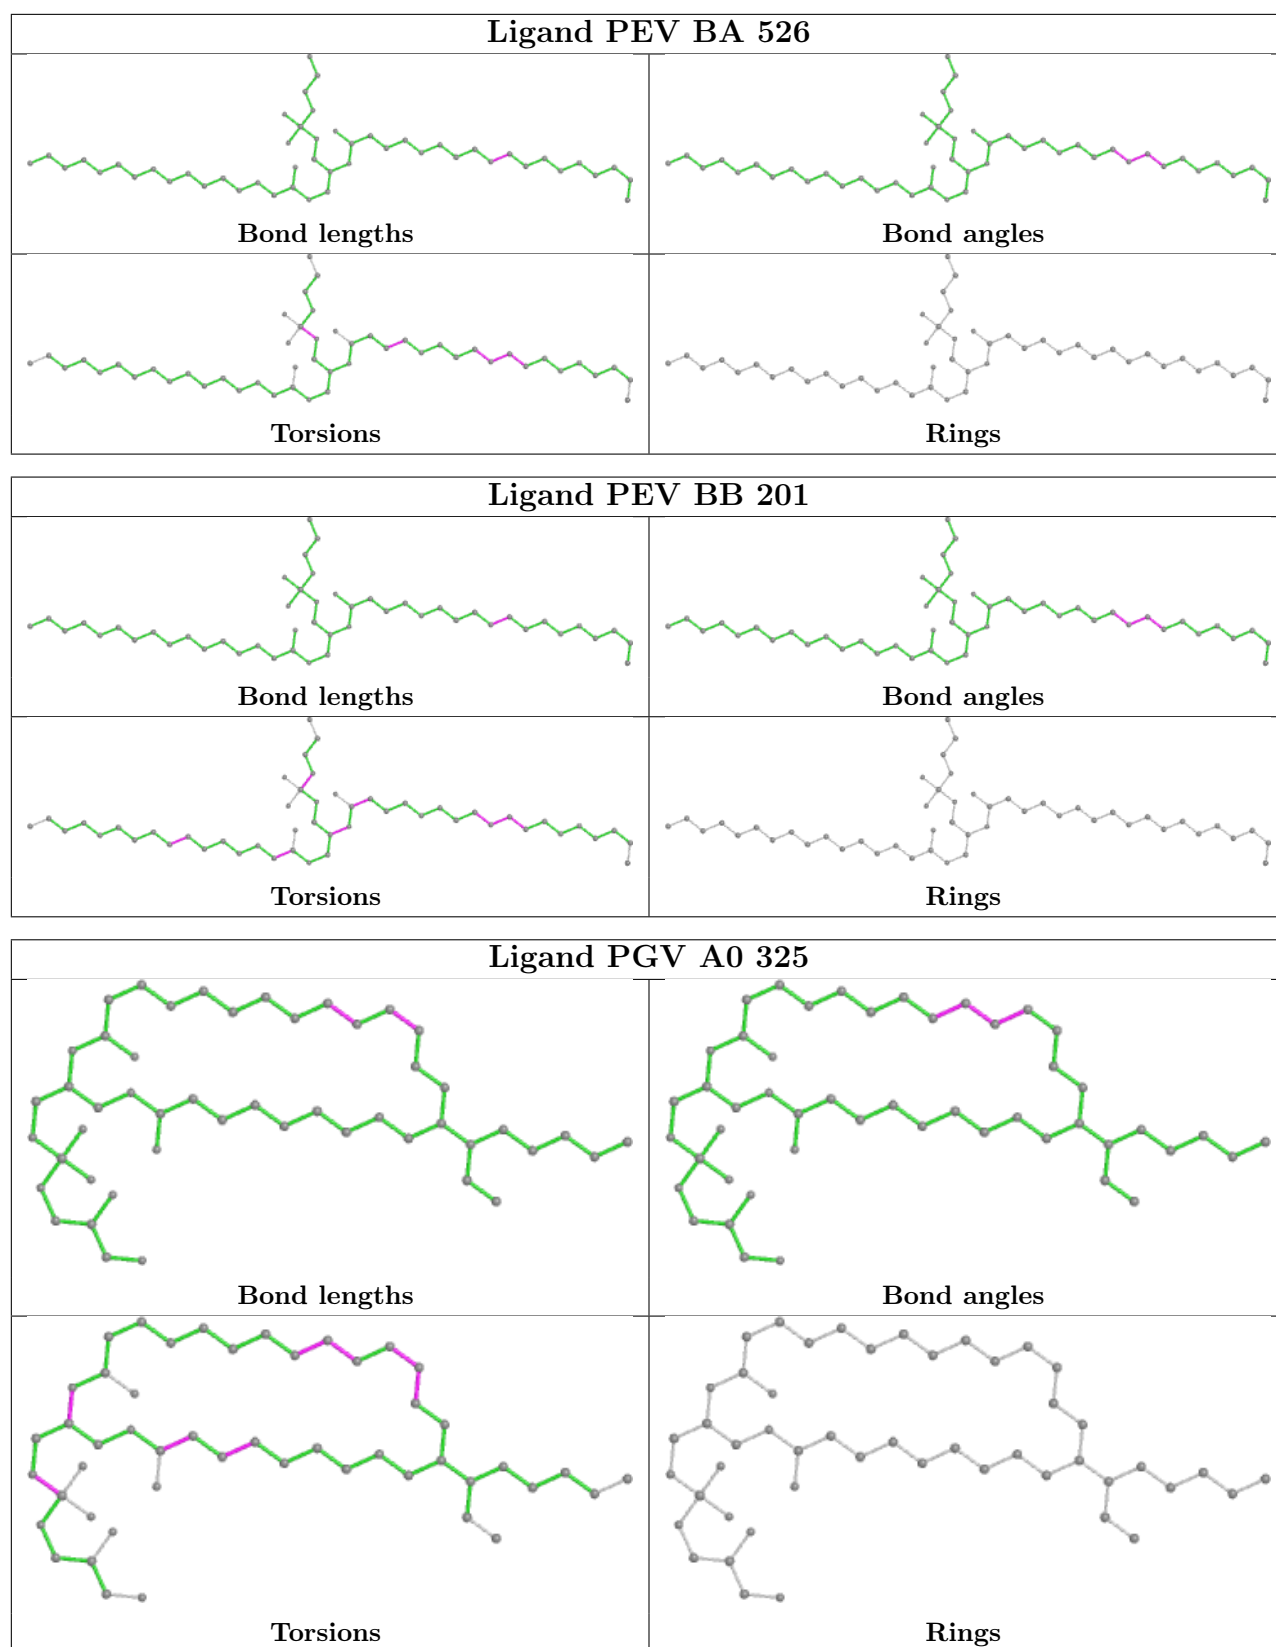 Ligand PEV BA 526
Bond lengths
Bond angles
Torsions
Rings
Ligand PEV BB 201
Bond lengths
Bond angles
Torsions
Rings
Ligand PGV A0 325
Bond lengths
Bond angles
Torsions
Rings